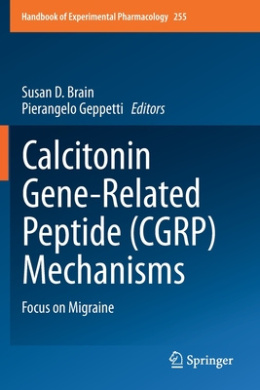 Handbook of Experimental Pharmacology 255
Susan D. Brain
Pierangelo Geppetti Editors
Calcitonin
Gene-Related
Peptide (CGRP)
Mechanisms
Focus on Migraine
Springer